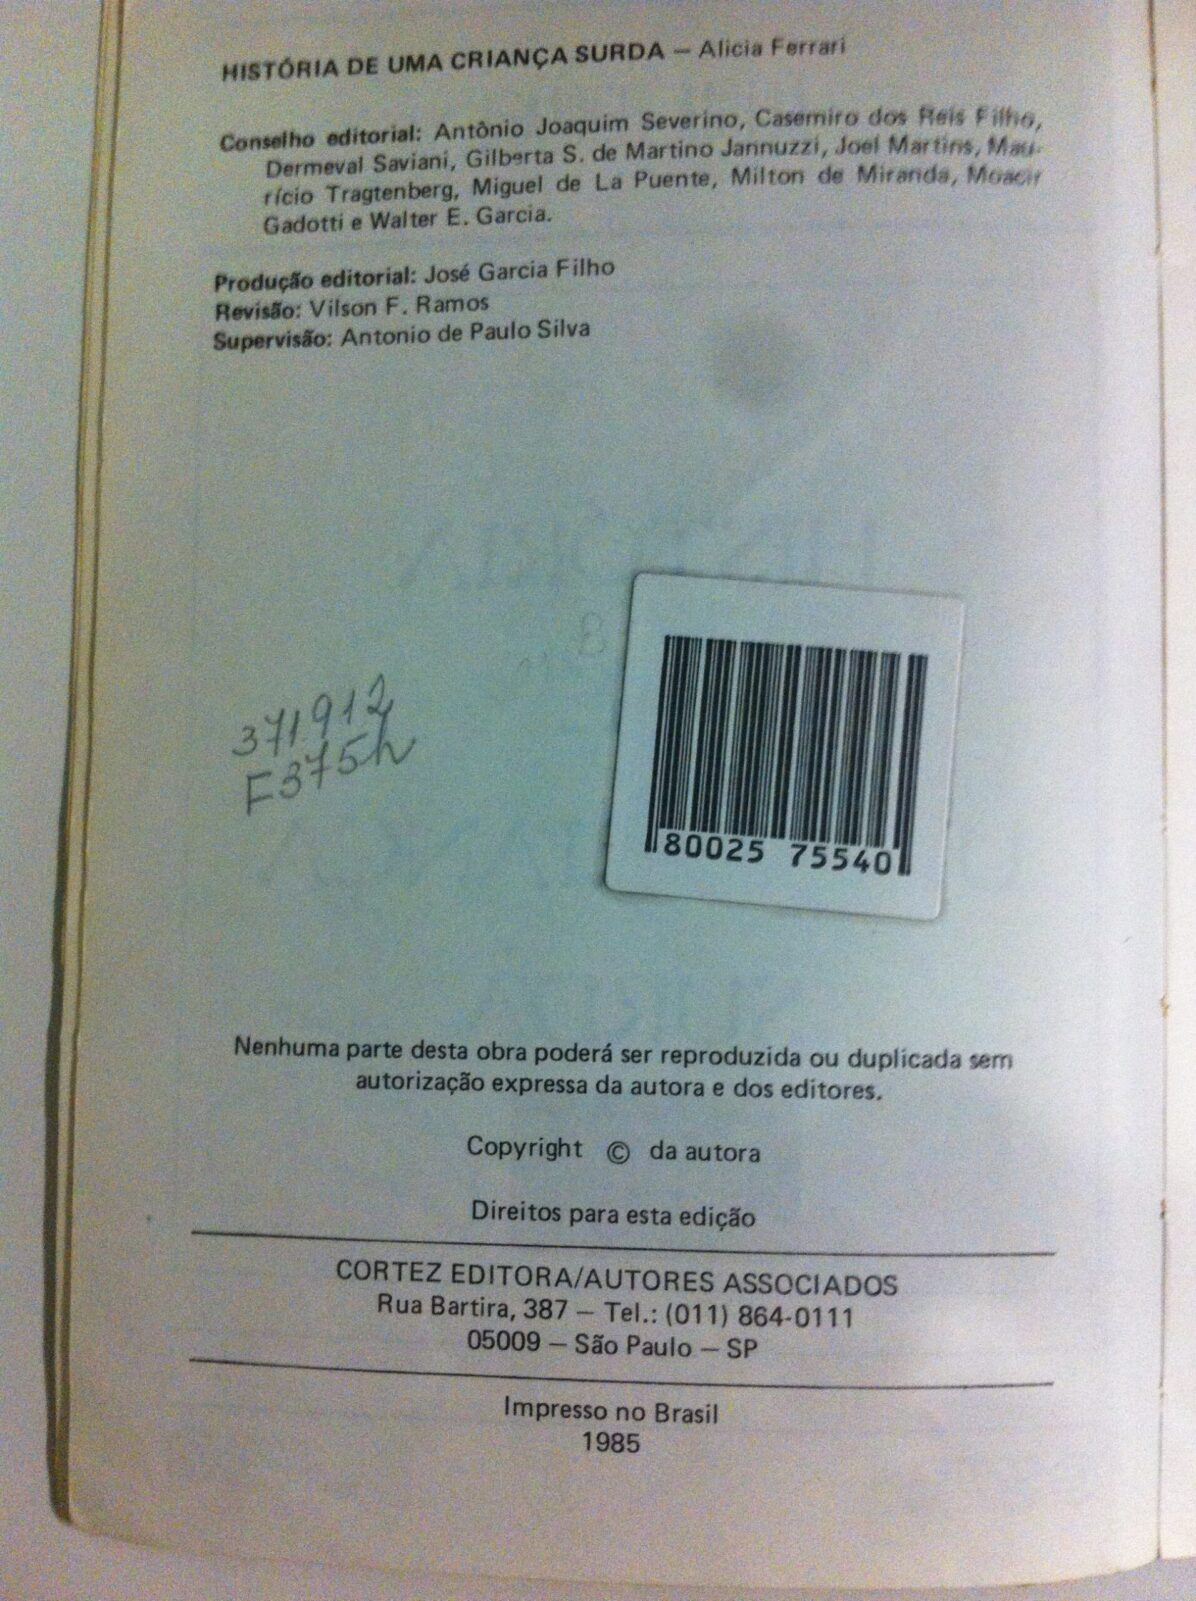 HISTÓRIA DE UMA CRIANÇA SURDA — Alicia Ferrari
Conselho editorial: Antônio Joaquim Severino, Casemiro dos Reis Filho,
Dermeval Saviani, Gilberta S. de Martino Jannuzzi, Joel Martins, Mau-
rício Tragtenberg, Miguel de La Puente, Milton de Miranda, Moacir
Gadotti e Walter E. Garcia.
Produção editorial: José Garcia Filho
Revisão: Vilson F. Ramos
Supervisão: Antonio de Paulo Silva
371912
F375h
80025 75540
Nenhuma parte desta obra poderá ser reproduzida ou duplicada sem
autorização expressa da autora e dos editores.
Copyright © da autora
Direitos para esta edição
CORTEZ EDITORA/AUTORES ASSOCIADOS
Rua Bartira, 387 — Tel.: (011) 864-0111
05009 — São Paulo — SP
Impresso no Brasil
1985